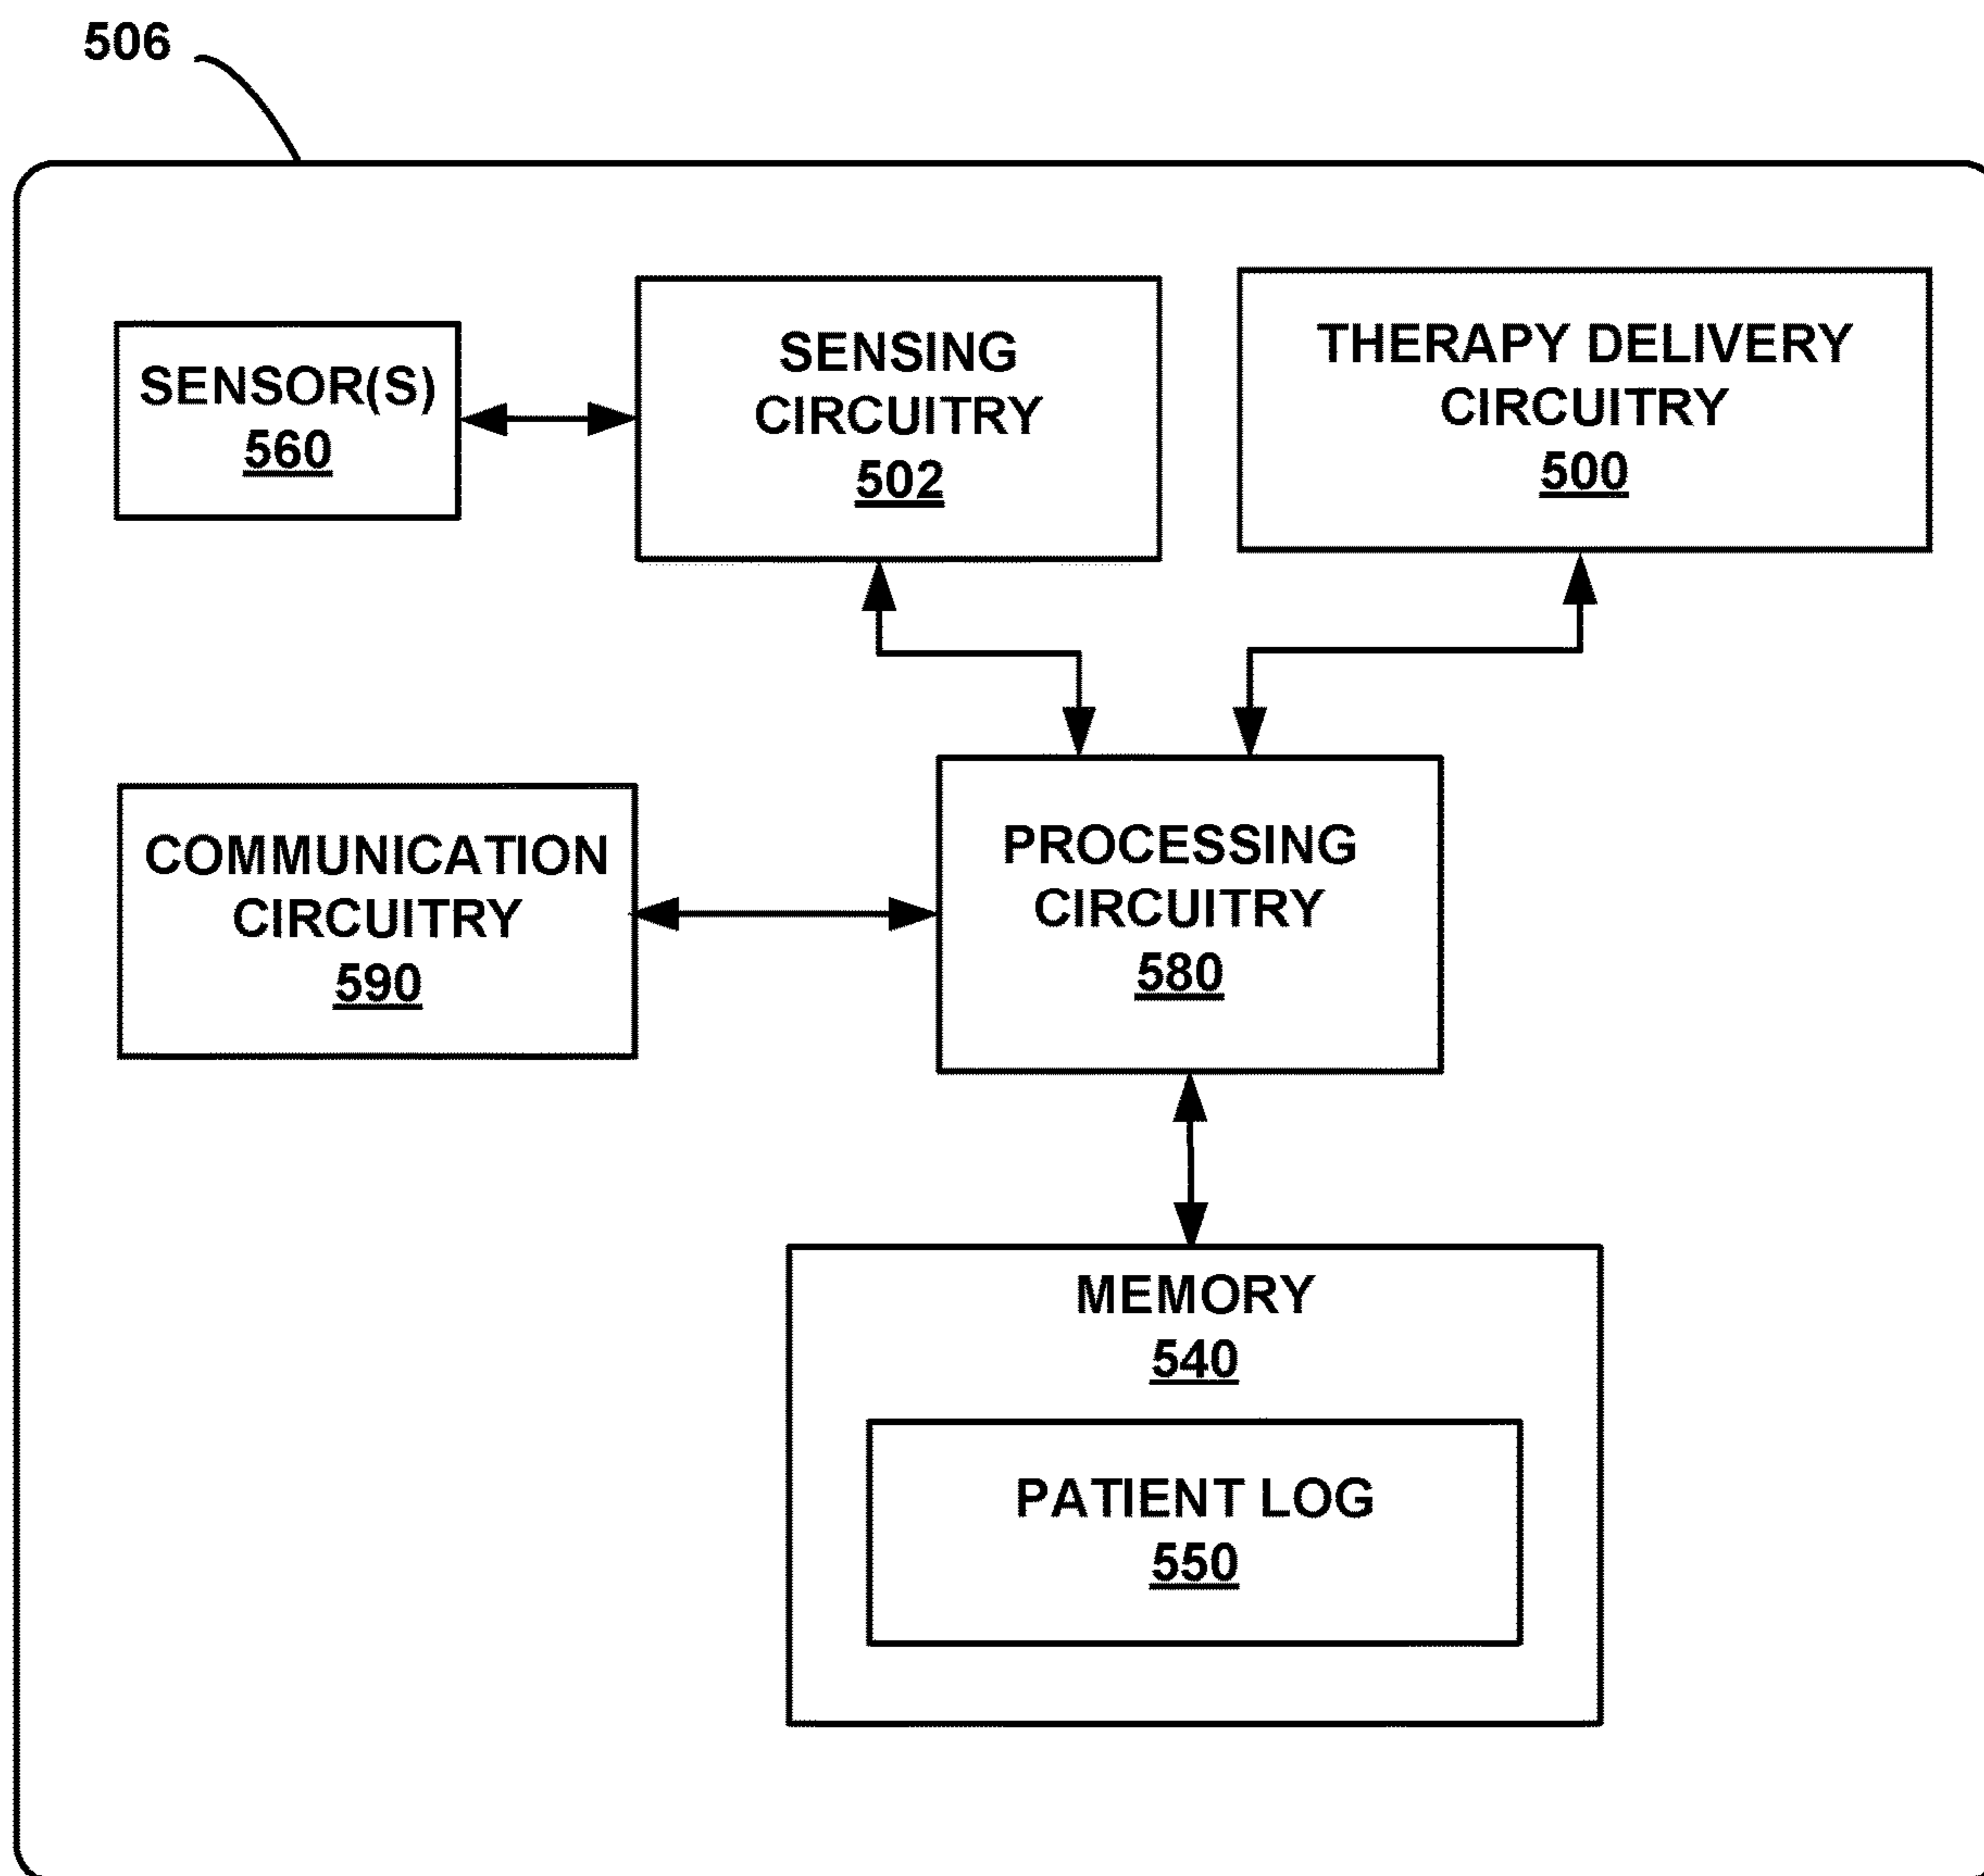 506
SENSOR(S)
560
SENSING
CIRCUITRY
502
THERAPY DELIVERY
CIRCUITRY
500
COMMUNICATION
CIRCUITRY
590
PROCESSING
CIRCUITRY
580
MEMORY
540
PATIENT LOG
550